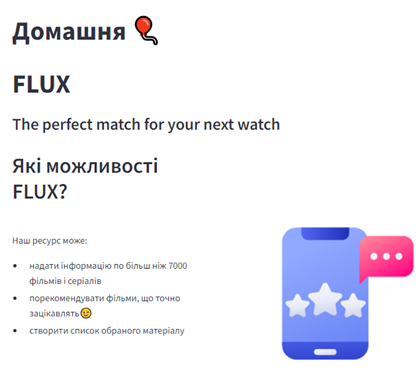 Домашня 🎈
FLUX
The perfect match for your next watch
Які можливості
FLUX?
Наш ресурс може:
• надати інформацію по більш ніж 7000
фільмів і серіалів
• порекомендувати фільми, що точно
зацікавлять😉
• створити список обраного матеріалу